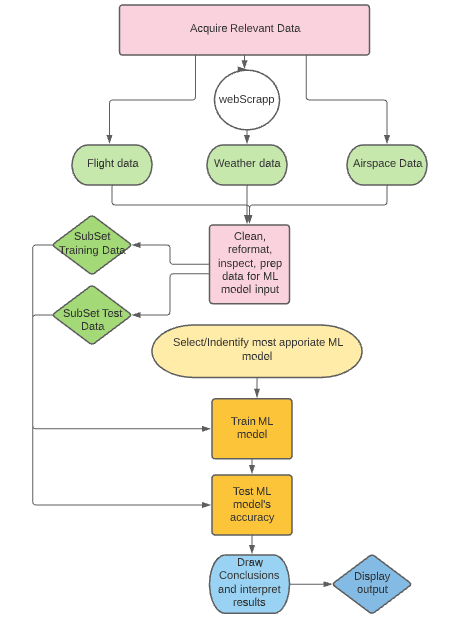 Acquire Relevant Data
webScrapp
Flight data
Weather data
Airspace Data
Clean,
reformat,
inspect, prep
data for ML
model input
SubSet
Training Data
SubSet Test
Data
Select/Indentify most apporiate ML
model
Train ML
model
Test ML
model's
accuracy
Draw
Conclusions
and interpret
results
Display
output